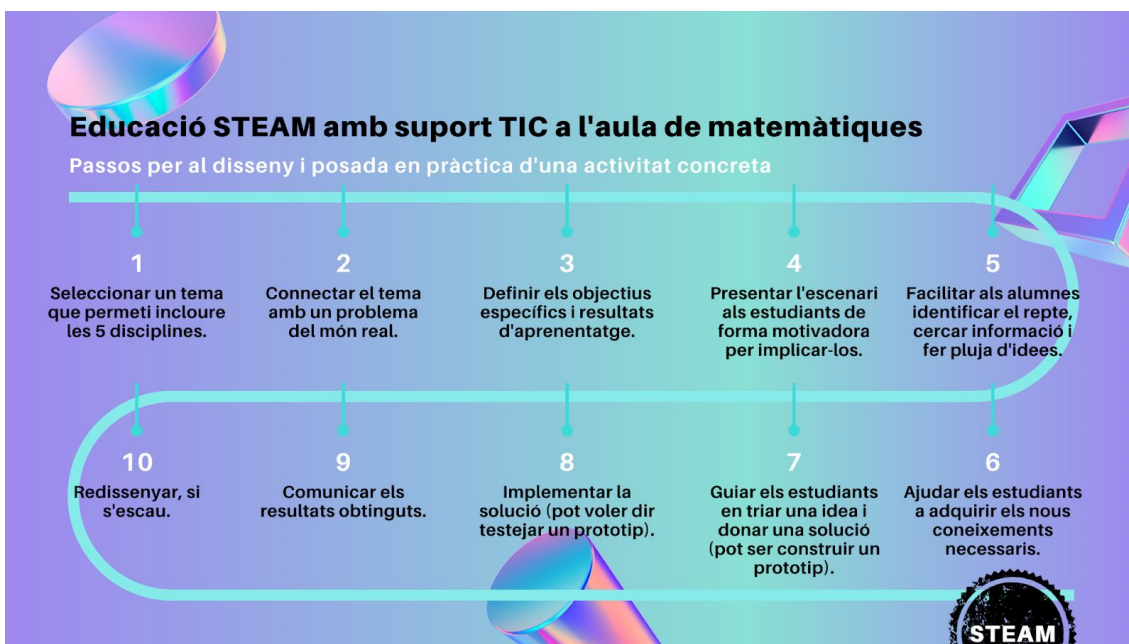 Educació STEAM amb suport TIC a l'aula de matemàtiques
Passos per al disseny i posada en pràctica d'una activitat concreta
1
Seleccionar un tema
que permeti incloure
les 5 disciplines.
2
Connectar el tema
amb un problema
del món real.
3
Definir els objectius
específics i resultats
d'aprenentatge.
4
Presentar l'escenari
als estudiants de
forma motivadora
per implicar-los.
5
Facilitar als alumnes
identificar el repte,
cercar informació i
fer pluja d'idees.
6
Ajudar els estudiants
a adquirir els nous
coneixements
necessaris.
7
Guiar els estudiants
en triar una idea i
donar una solució
(pot ser construir un
prototip).
8
Implementar la
solució (pot voler dir
testejar un prototip).
9
Comunicar els
resultats obtinguts.
10
Redissenyar, si
s'escau.
STEAM